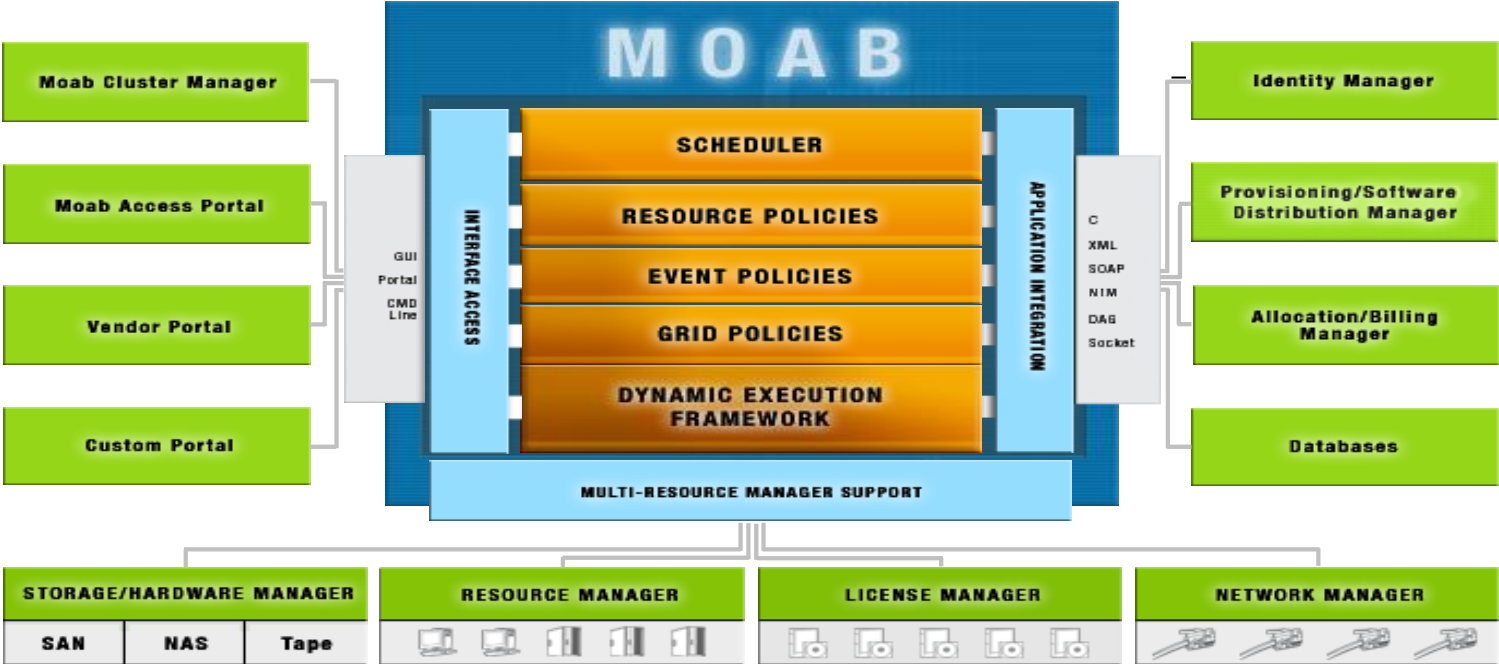 MOAB
Moab Cluster Manager
Moab Access Portal
Vendor Portal
Custom Portal
GUI
Portal
CMD
Line
INTERFACE ACCESS
SCHEDULER
RESOURCE POLICIES
EVENT POLICIES
GRID POLICIES
DYNAMIC EXECUTION
FRAMEWORK
APPLICATION INTEGRATION
C
XML
SOAP
NIM
DAG
Socket
Identity Manager
Provisioning/Software
Distribution Manager
Allocation/Billing
Manager
Databases
MULTI-RESOURCE MANAGER SUPPORT
STORAGE/HARDWARE MANAGER
SAN
NAS
Tape
RESOURCE MANAGER
LICENSE MANAGER
NETWORK MANAGER